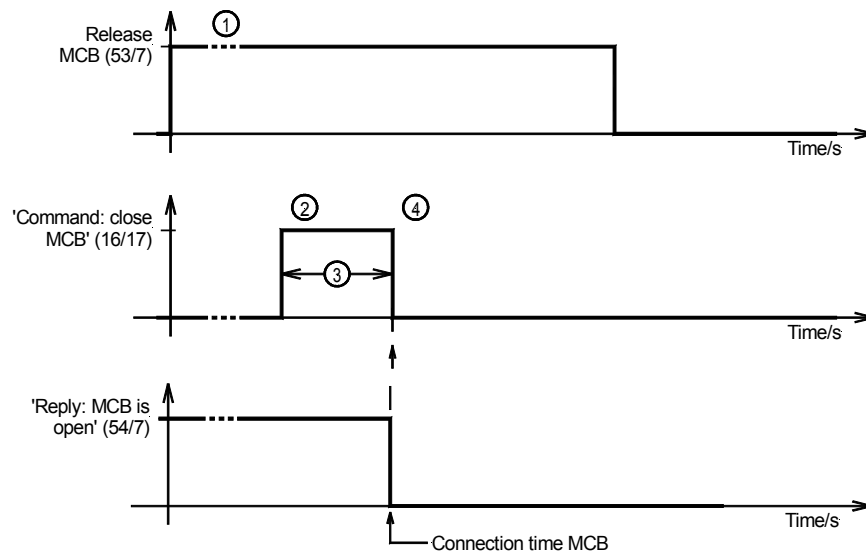 ①
Release
MCB (53/7)
Time/s
② ④
'Command: close
MCB' (16/17)
③
Time/s
'Reply: MCB is
open' (54/7)
Time/s
Connection time MCB